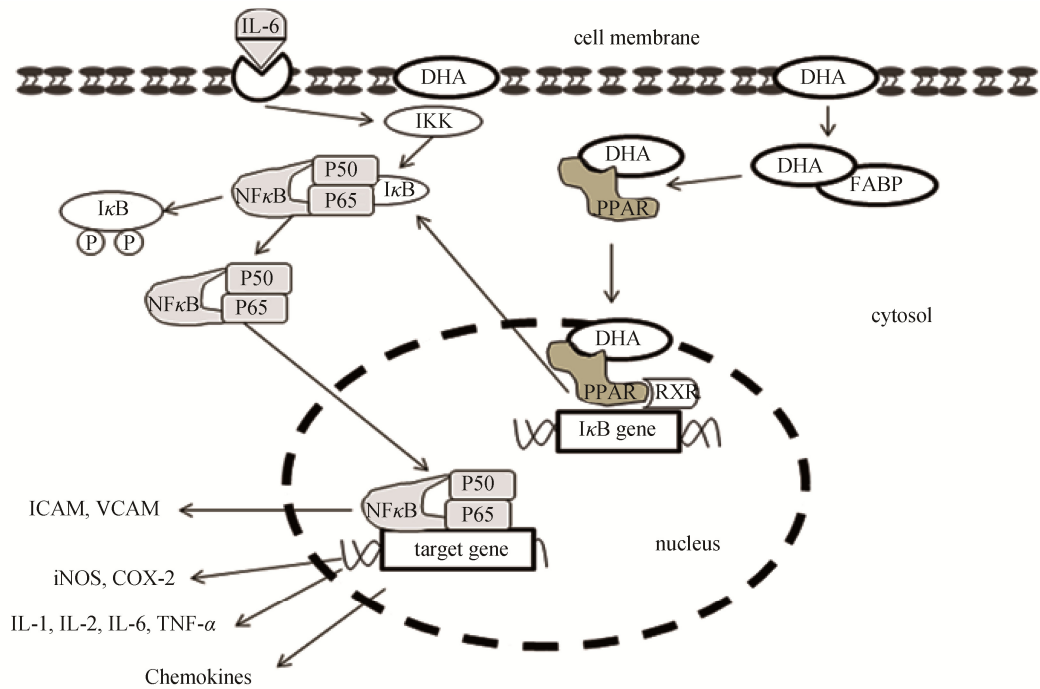 IL-6
cell membrane
DHA
DHA
IKK
P50
IκB
NFκB
P65
DHA
PPAR
DHA
FABP
IκB
P P
P50
NFκB
P65
cytosol
DHA
PPAR RXR
IκB gene
P50
NFκB
P65
ICAM, VCAM
target gene
nucleus
iNOS, COX-2
IL-1, IL-2, IL-6, TNF-α
Chemokines